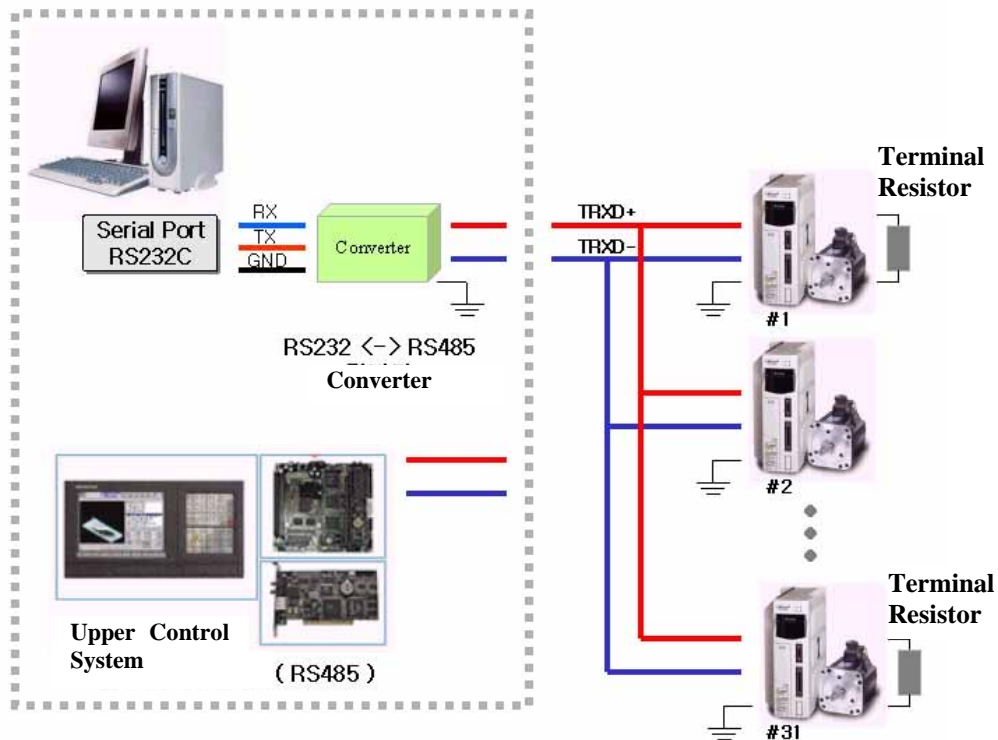 Serial Port
RS232C
RX
TX
GND
Converter
RS232 <-> RS485
Converter
TRXD+
TRXD-
Terminal
Resistor
#1
#2
Upper Control
System
( RS485 )
Terminal
Resistor
#31